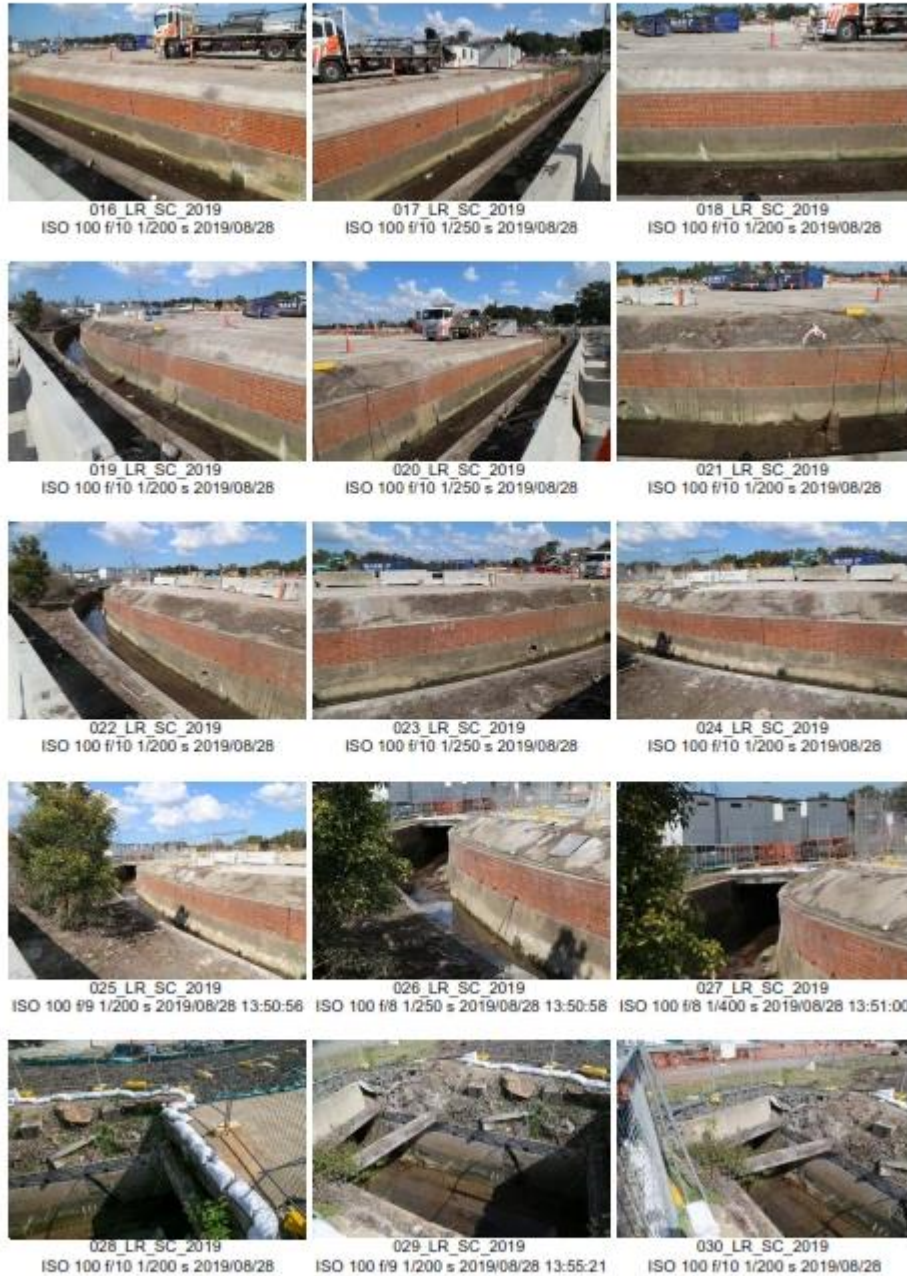 016_LR_SC_2019
ISO 100 f/10 1/200 s 2019/08/28
017_LR_SC_2019
ISO 100 f/10 1/250 s 2019/08/28
018_LR_SC_2019
ISO 100 f/10 1/200 s 2019/08/28
019_LR_SC_2019
ISO 100 f/10 1/200 s 2019/08/28
020_LR_SC_2019
ISO 100 f/10 1/250 s 2019/08/28
021_LR_SC_2019
ISO 100 f/10 1/200 s 2019/08/28
022_LR_SC_2019
ISO 100 f/10 1/200 s 2019/08/28
023_LR_SC_2019
ISO 100 f/10 1/250 s 2019/08/28
024_LR_SC_2019
ISO 100 f/10 1/200 s 2019/08/28
025_LR_SC_2019
ISO 100 f/9 1/200 s 2019/08/28 13:50:56
026_LR_SC_2019
ISO 100 f/8 1/250 s 2019/08/28 13:50:58
027_LR_SC_2019
ISO 100 f/8 1/400 s 2019/08/28 13:51:00
028_LR_SC_2019
ISO 100 f/10 1/200 s 2019/08/28
029_LR_SC_2019
ISO 100 f/9 1/200 s 2019/08/28 13:55:21
030_LR_SC_2019
ISO 100 f/10 1/200 s 2019/08/28